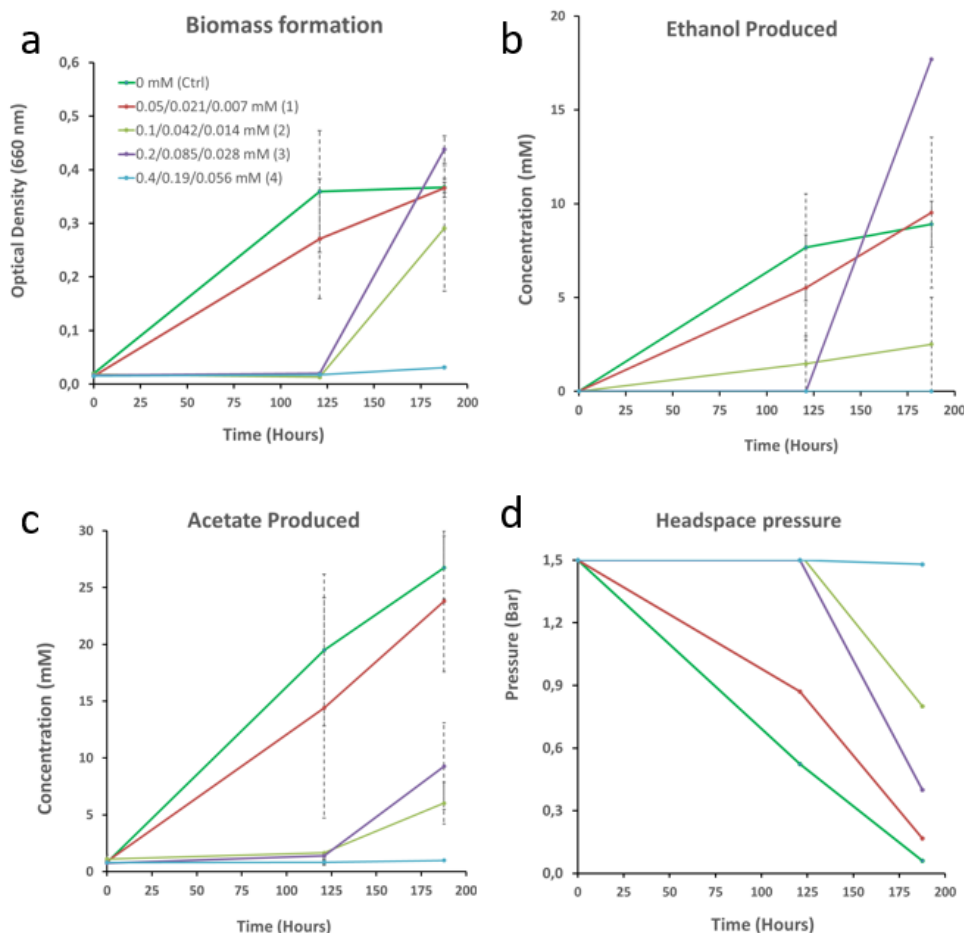 a
Biomass formation
Optical Density (660 nm)
0,6
0,5
0,4
0,3
0,2
0,1
0,0
0 mM (Ctrl)
0.05/0.021/0.007 mM (1)
0.1/0.042/0.014 mM (2)
0.2/0.085/0.028 mM (3)
0.4/0.19/0.056 mM (4)
0 25 50 75 100 125 150 175 200
Time (Hours)
b
Ethanol Produced
Concentration (mM)
20
15
10
5
0
0 25 50 75 100 125 150 175 200
Time (Hours)
c
Acetate Produced
Concentration (mM)
30
25
20
15
10
5
0
0 25 50 75 100 125 150 175 200
Time (Hours)
d
Headspace pressure
Pressure (Bar)
1,5
1,2
0,9
0,6
0,3
0,0
0 25 50 75 100 125 150 175 200
Time (Hours)